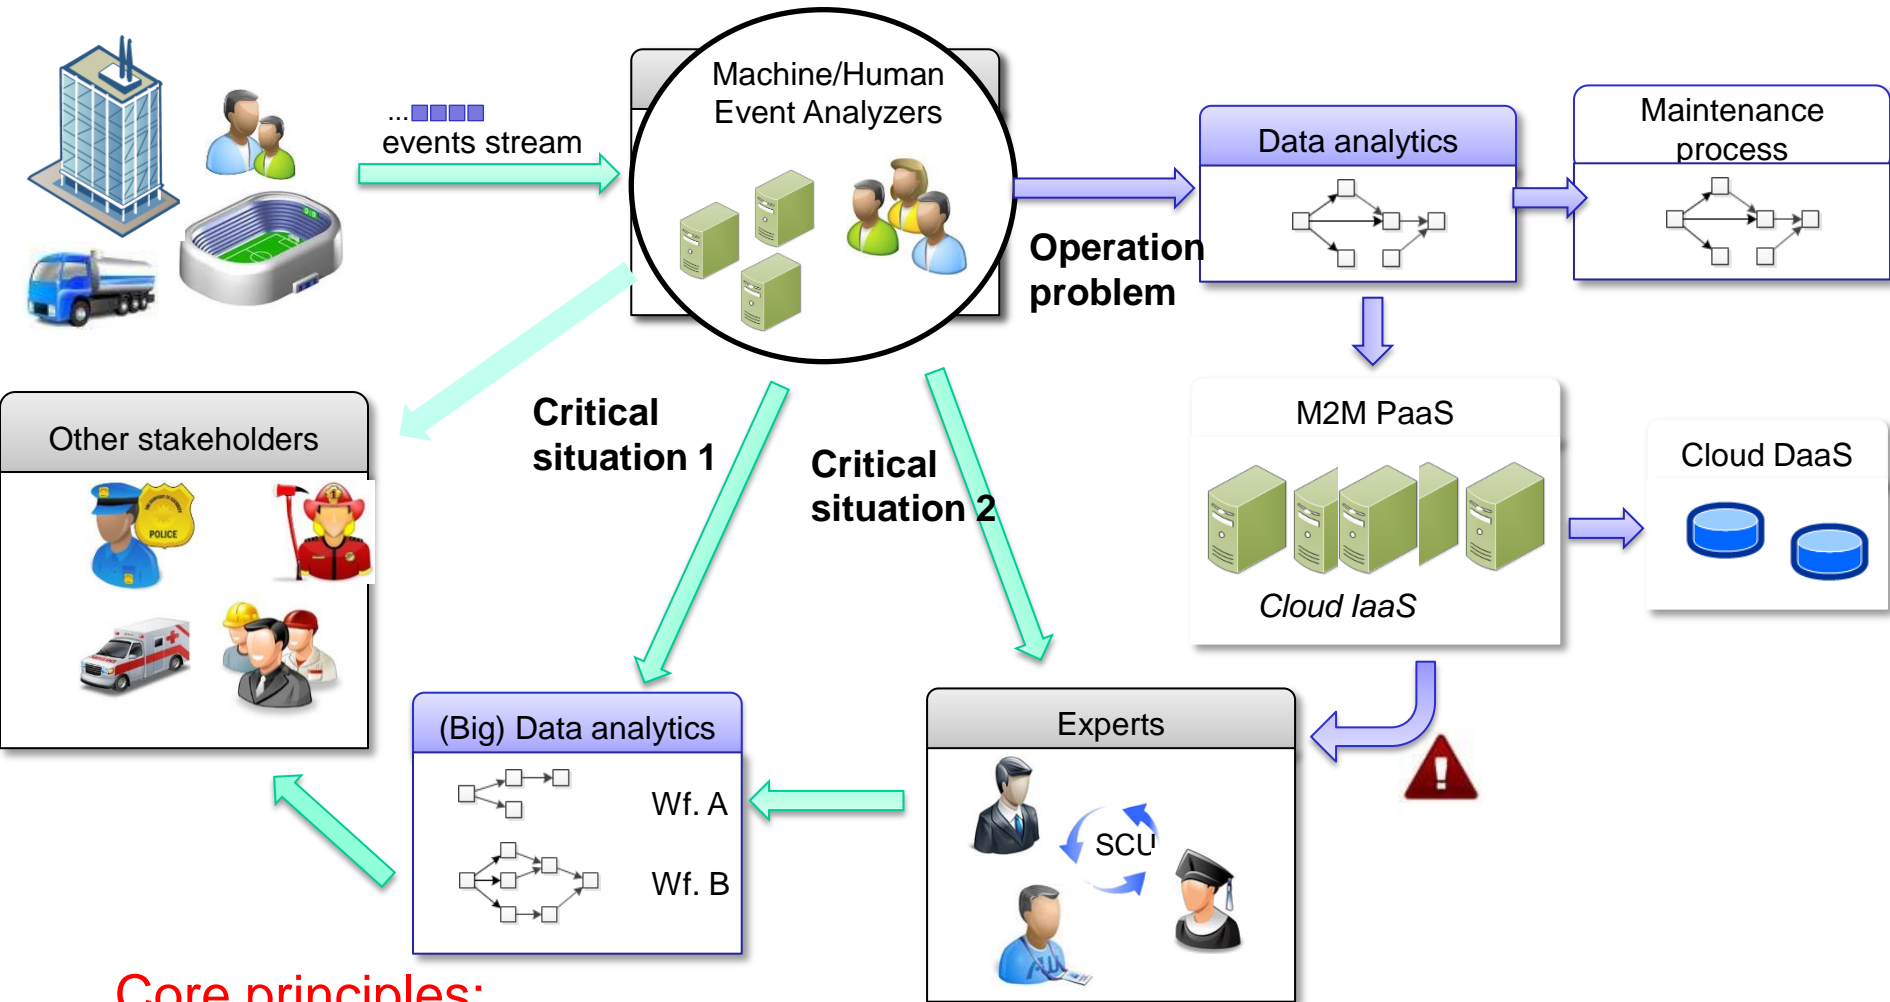 Machine/Human
Event Analyzers
...
events stream
Data analytics
Maintenance
process
Operation
problem
Other stakeholders
POLICE
1
Critical
situation 1
Critical
situation 2
M2M PaaS
Cloud IaaS
Cloud DaaS
(Big) Data analytics
Wf. A
Wf. B
Experts
SCU
Core principles: